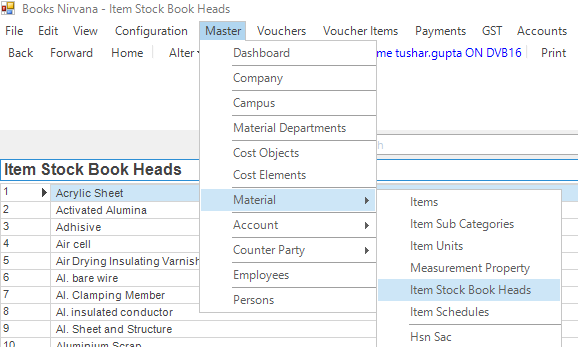 Books Nirvana - Item Stock Book Heads
File Edit View Configuration Master Vouchers Voucher Items Payments GST Accounts
Back Forward Home Alter me tushar.gupta ON DVB16 Print
Dashboard
Company
Campus
Material Departments
Cost Objects
Cost Elements
Material
Account
Counter Party
Employees
Persons
Items
Item Sub Categories
Item Units
Measurement Property
Item Stock Book Heads
Item Schedules
Hsn Sac
Item Stock Book Heads
1 Acrylic Sheet
2 Activated Alumina
3 Adhisive
4 Air cell
5 Air Drying Insulating Varnish
6 Al. bare wire
7 Al. Clamping Member
8 Al. insulated conductor
9 Al. Sheet and Structure
10 Aluminium Scrap